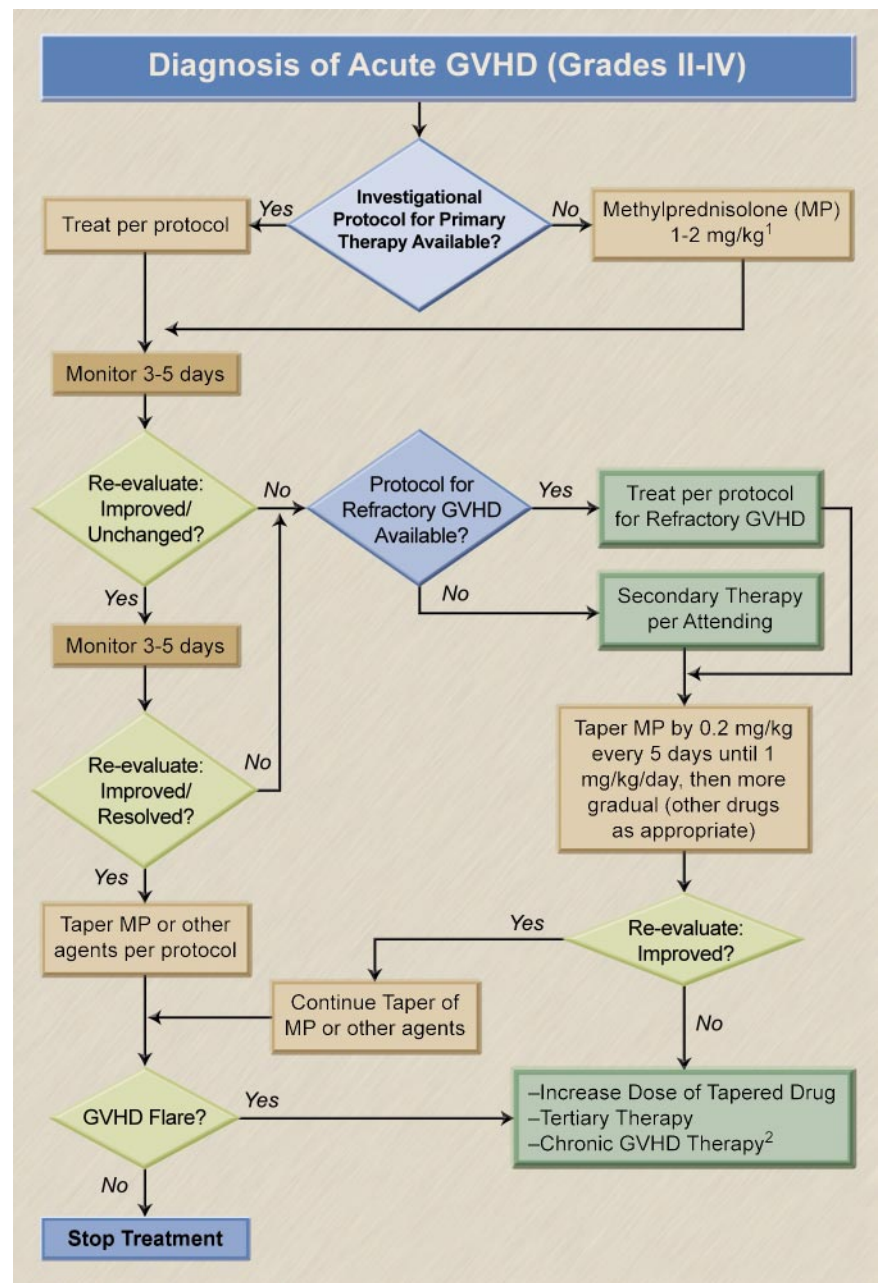 Diagnosis of Acute GVHD (Grades II-IV)
Investigational
Protocol for Primary
Therapy Available?
Yes
No
Treat per protocol
Methylprednisolone (MP)
1-2 mg/kg¹
Monitor 3-5 days
Re-evaluate:
Improved/
Unchanged?
No
Protocol for
Refractory GVHD
Available?
Yes
Treat per protocol
for Refractory GVHD
No
Secondary Therapy
per Attending
Yes
Monitor 3-5 days
Re-evaluate:
Improved/
Resolved?
No
Taper MP by 0.2 mg/kg
every 5 days until 1
mg/kg/day, then more
gradual (other drugs
as appropriate)
Yes
Taper MP or other
agents per protocol
Re-evaluate:
Improved?
Yes
Continue Taper of
MP or other agents
No
GVHD Flare?
Yes
–Increase Dose of Tapered Drug
–Tertiary Therapy
–Chronic GVHD Therapy²
No
Stop Treatment